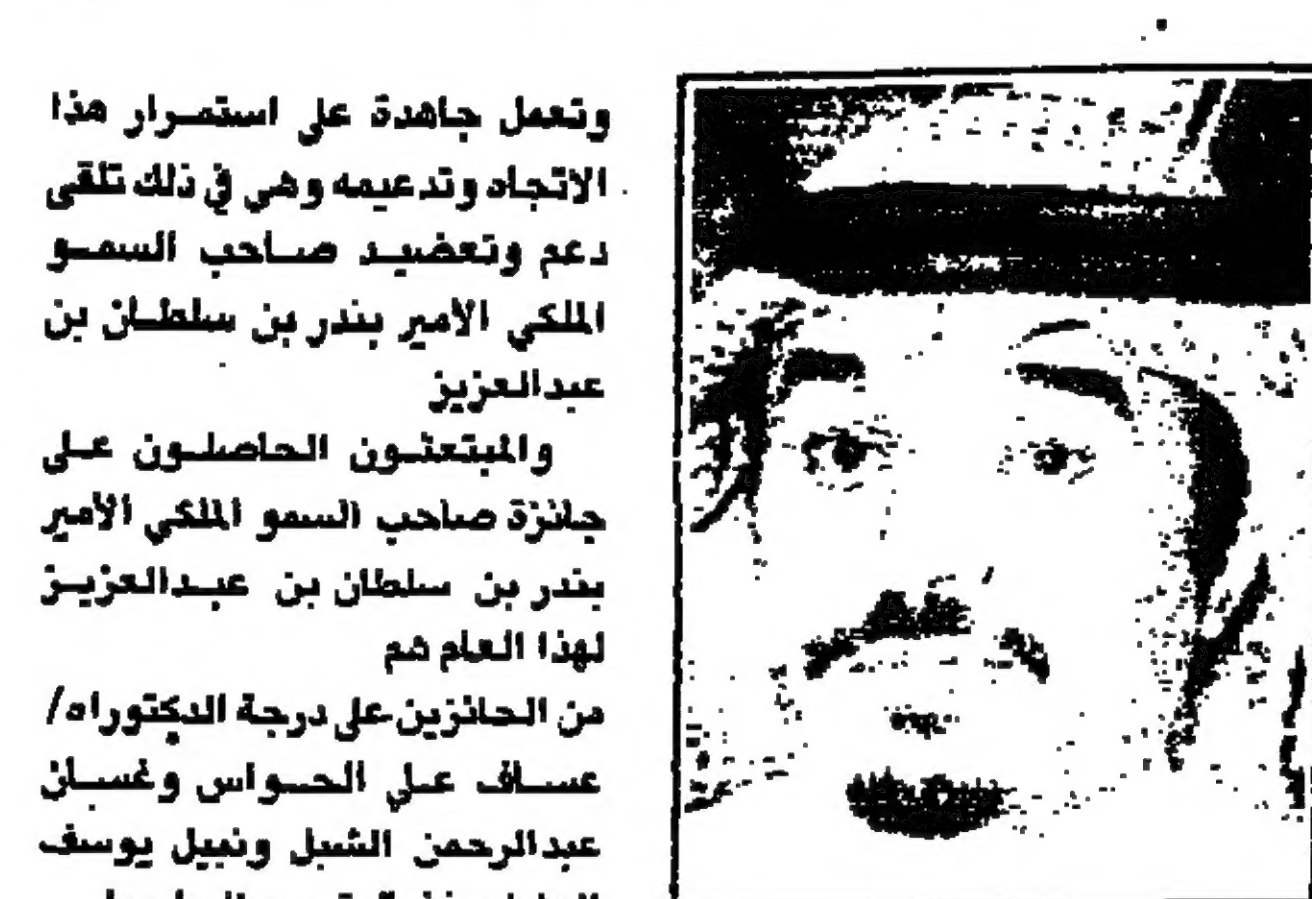 وتعمل جاهدة على استمرار هذا
الاتجاه وتدعيمه وهي في ذلك تلقى
دعم وتعضيد صاحب السمو
الملكي الأمير بندر بن سلطان بن
عبدالعزيز
والمبتعثون الحاصلون على
جائزة صاحب السمو الملكي الأمير
بندر بن سلطان بن عبدالعزيز
لهذا العام هم
من الحائزين على درجة الدكتوراه/
عساف علي الحواس وغسان
عبدالرحمن الشبل ونبيل يوسف